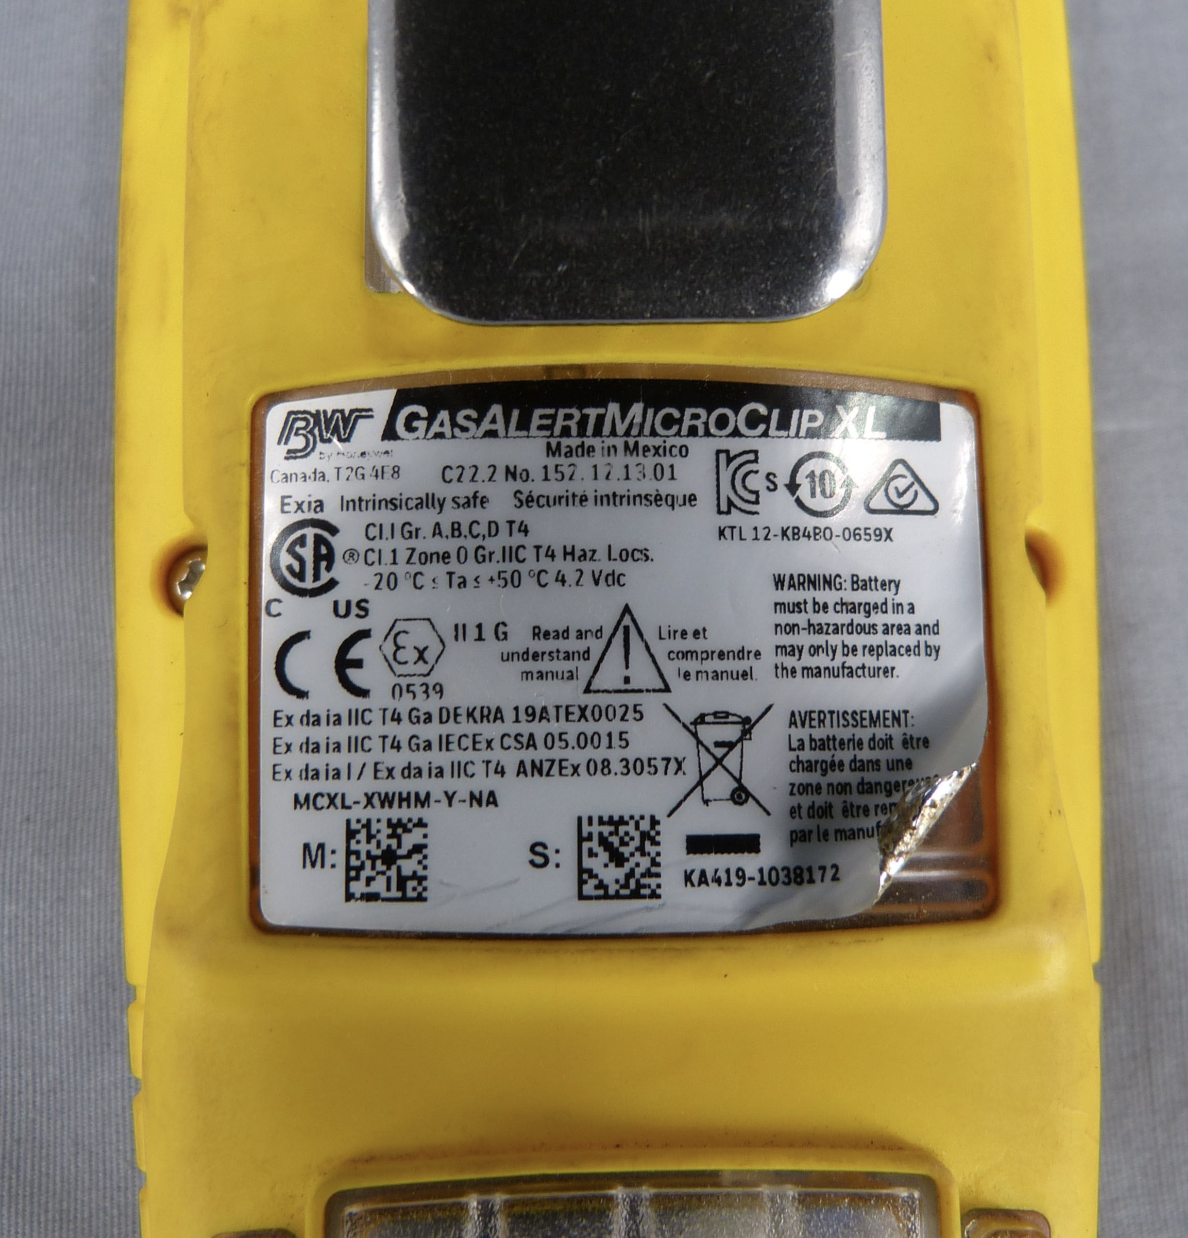 BW GASALERTMICROCLIP XL
by Honeywell
Made in Mexico
Canada, T2G 4E8 C22.2 No. 152. 12.13.01
Exia Intrinsically safe Sécurité intrinsèque
KC s 10
SA ® Cl.I Gr. A,B,C,D T4
Cl.1 Zone 0 Gr.IIC T4 Haz. Locs.
-20 °C ≤ Ta ≤ +50 °C 4.2 Vdc
C US
KTL 12-KB4BO-0659X
WARNING: Battery
must be charged in a
non-hazardous area and
may only be replaced by
the manufacturer.
CE Ex II 1 G
0539
Read and
understand
manual
Lire et
comprendre
le manuel.
Ex da ia IIC T4 Ga DEKRA 19ATEX0025
Ex da ia IIC T4 Ga IECEx CSA 05.0015
Ex da ia I / Ex da ia IIC T4 ANZEx 08.3057X
AVERTISSEMENT:
La batterie doit être
chargée dans une
zone non
et doit être
par le
MCXL-XWHM-Y-NA
M: S:
KA419-1038172